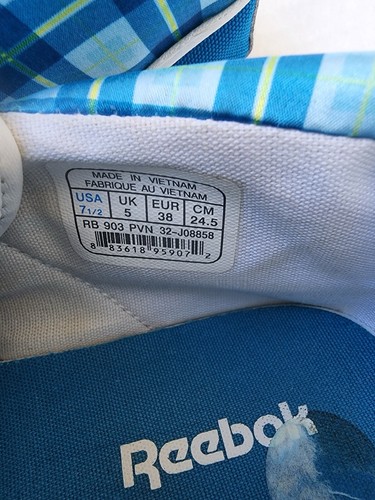 MADE IN VIETNAM
FABRIQUE AU VIETNAM
USA UK EUR CM
7 1/2 5 38 24.5
RB 903 PVN 32-J08858
8 83618 95907 2
Reebok